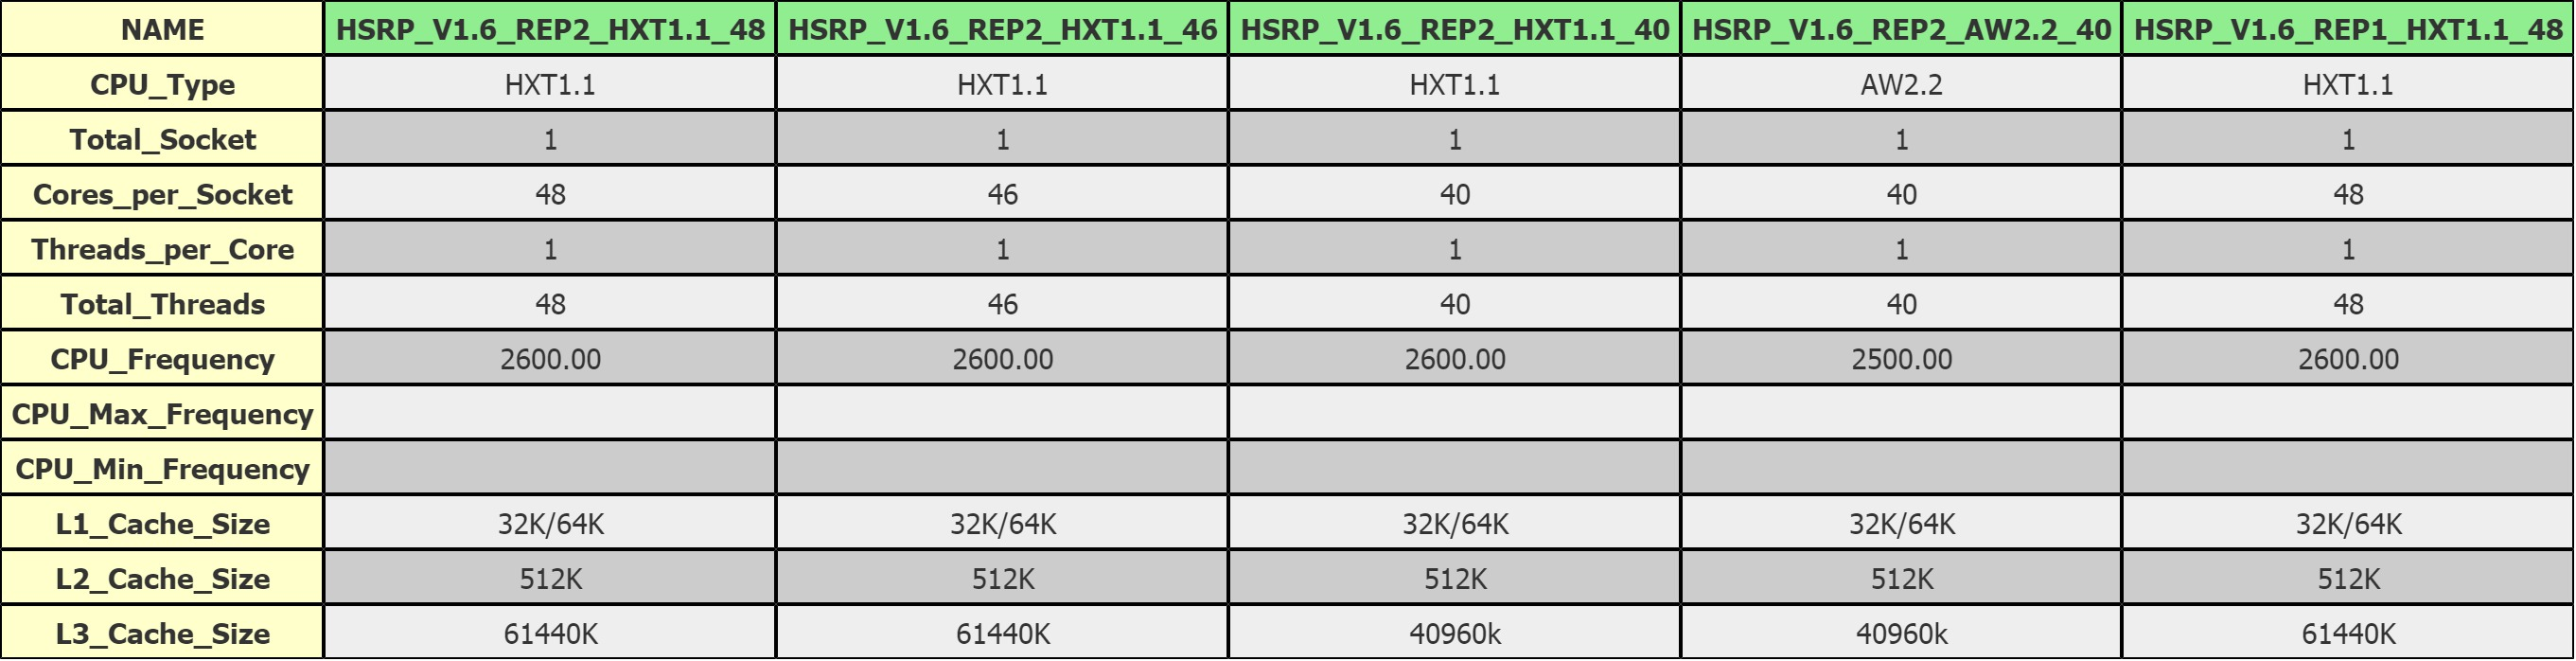 NAME HSRP_V1.6_REP2_HXT1.1_48 HSRP_V1.6_REP2_HXT1.1_46 HSRP_V1.6_REP2_HXT1.1_40 HSRP_V1.6_REP2_AW2.2_40 HSRP_V1.6_REP1_HXT1.1_48
CPU_Type HXT1.1 HXT1.1 HXT1.1 AW2.2 HXT1.1
Total_Socket 1 1 1 1 1
Cores_per_Socket 48 46 40 40 48
Threads_per_Core 1 1 1 1 1
Total_Threads 48 46 40 40 48
CPU_Frequency 2600.00 2600.00 2600.00 2500.00 2600.00
CPU_Max_Frequency
CPU_Min_Frequency
L1_Cache_Size 32K/64K 32K/64K 32K/64K 32K/64K 32K/64K
L2_Cache_Size 512K 512K 512K 512K 512K
L3_Cache_Size 61440K 61440K 40960k 40960k 61440K